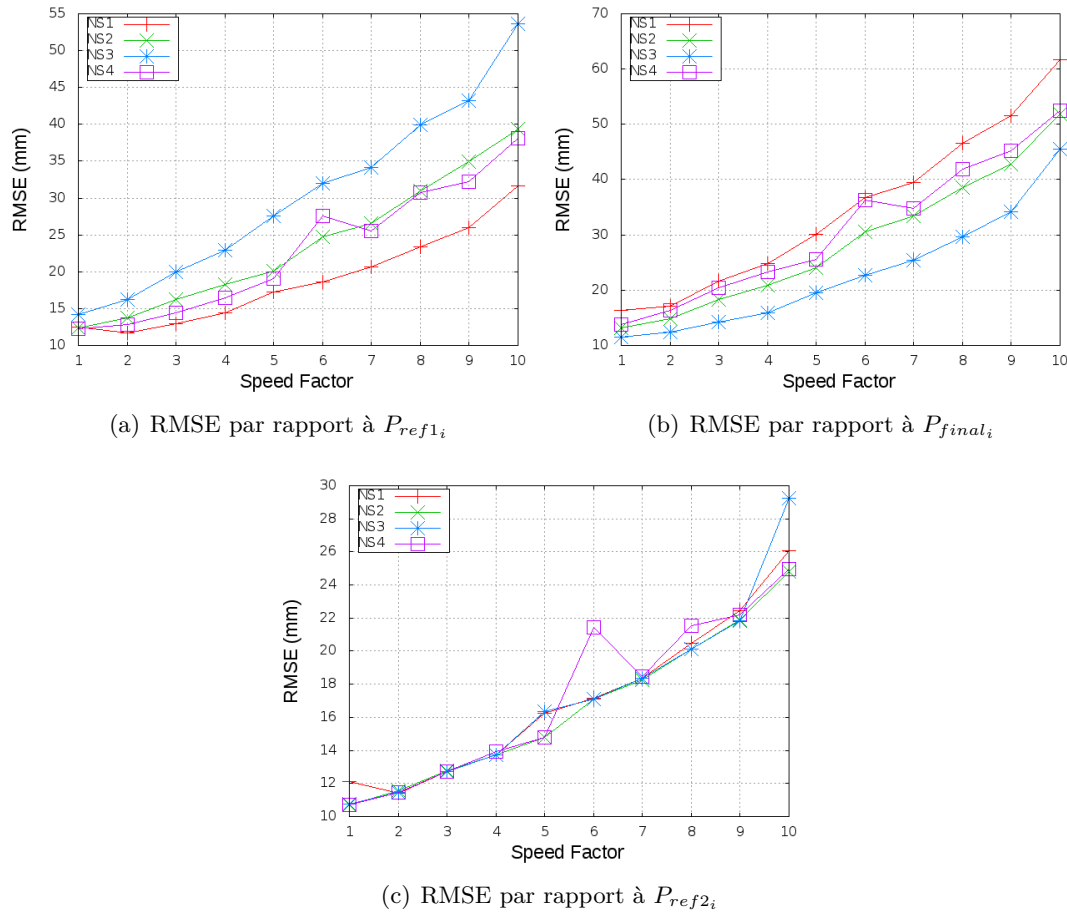 55
50
45
40
35
30
25
20
15
10
RMSE (mm)
NS1
NS2
NS3
NS4
1 2 3 4 5 6 7 8 9 10
Speed Factor
(a) RMSE par rapport à P_{ref1_i}
70
60
50
40
30
20
10
RMSE (mm)
NS1
NS2
NS3
NS4
1 2 3 4 5 6 7 8 9 10
Speed Factor
(b) RMSE par rapport à P_{final_i}
30
28
26
24
22
20
18
16
14
12
10
RMSE (mm)
NS1
NS2
NS3
NS4
1 2 3 4 5 6 7 8 9 10
Speed Factor
(c) RMSE par rapport à P_{ref2_i}